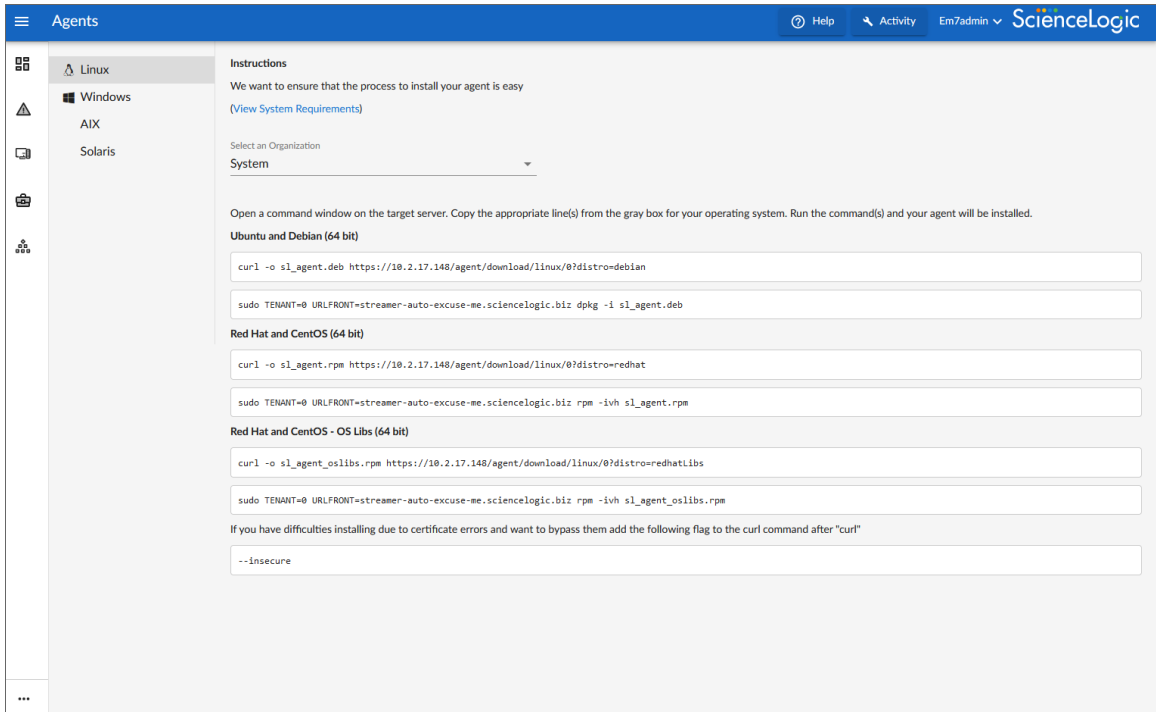 Agents
Help
Activity
Em7admin
ScienceLogic
Linux
Windows
AIX
Solaris
Instructions
We want to ensure that the process to install your agent is easy
(View System Requirements)
Select an Organization
System
Open a command window on the target server. Copy the appropriate line(s) from the gray box for your operating system. Run the command(s) and your agent will be installed.
Ubuntu and Debian (64 bit)
curl -o sl_agent.deb https://10.2.17.148/agent/download/linux/0?distro=debian
sudo TENANT=0 URLFRONT=streamer-auto-excuse-me.sciencelogic.biz dpkg -i sl_agent.deb
Red Hat and CentOS (64 bit)
curl -o sl_agent.rpm https://10.2.17.148/agent/download/linux/0?distro=redhat
sudo TENANT=0 URLFRONT=streamer-auto-excuse-me.sciencelogic.biz rpm -ivh sl_agent.rpm
Red Hat and CentOS - OS Libs (64 bit)
curl -o sl_agent_oslibs.rpm https://10.2.17.148/agent/download/linux/0?distro=redhatLibs
sudo TENANT=0 URLFRONT=streamer-auto-excuse-me.sciencelogic.biz rpm -ivh sl_agent_oslibs.rpm
If you have difficulties installing due to certificate errors and want to bypass them add the following flag to the curl command after "curl"
--insecure